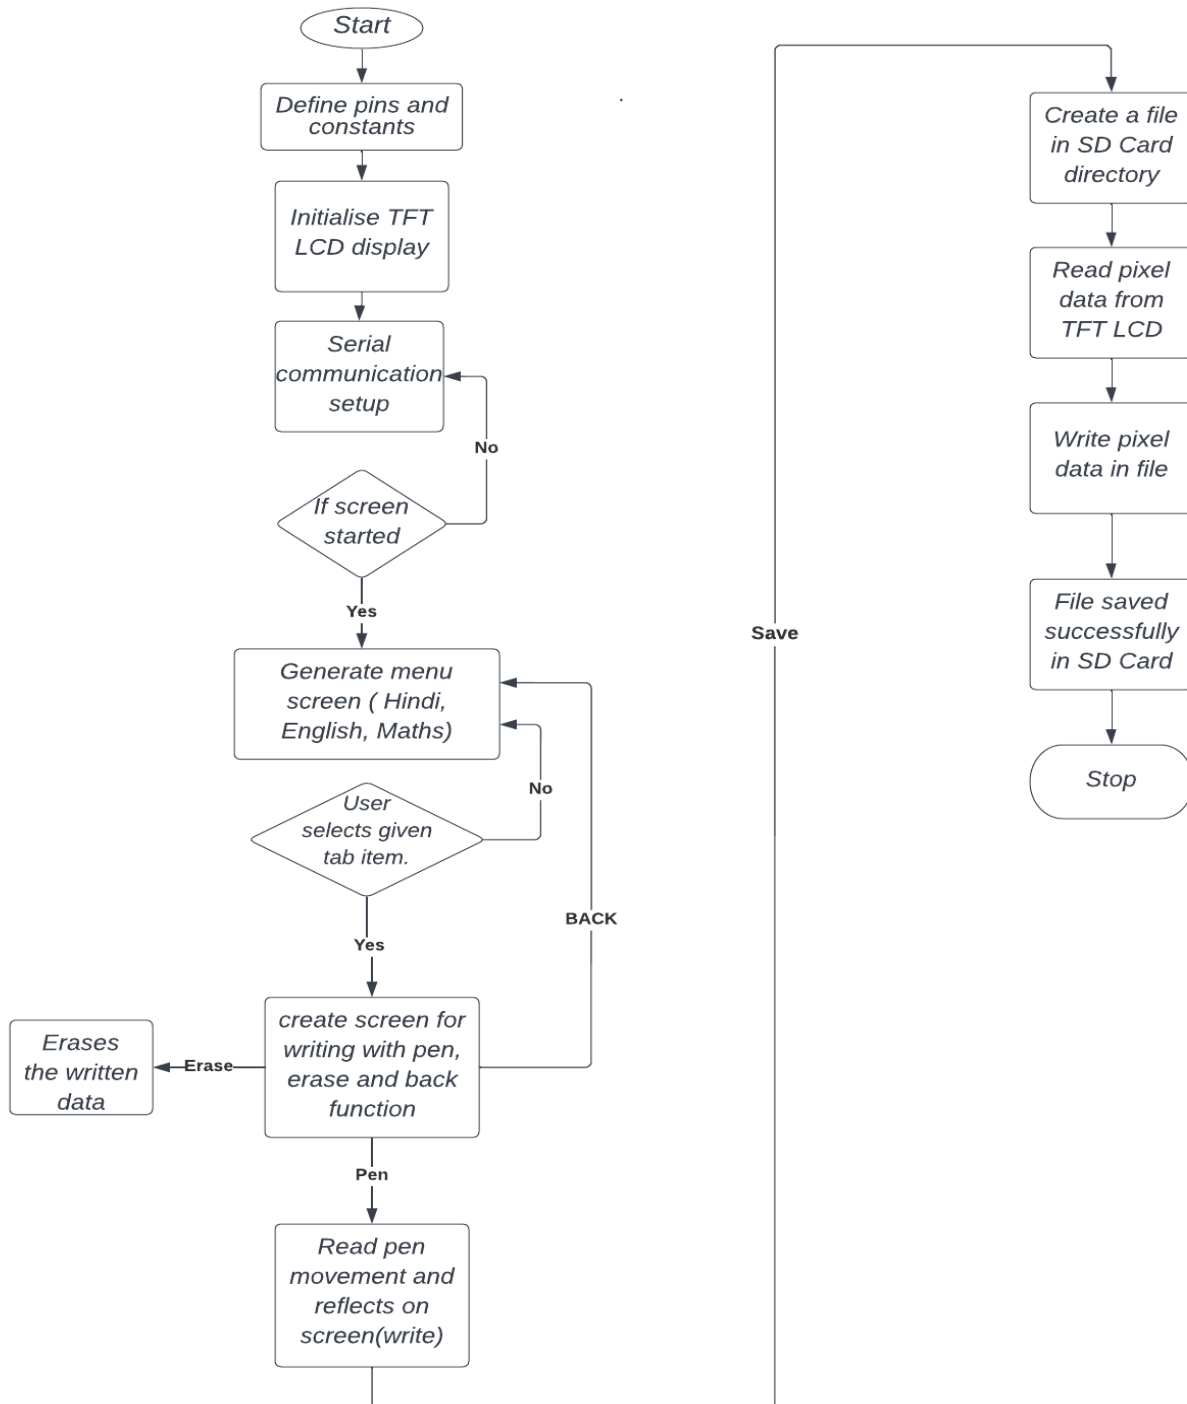 Start
Define pins and
constants
Initialise TFT
LCD display
Serial
communication
setup
No
If screen
started
Yes
Generate menu
screen ( Hindi,
English, Maths)
No
User
selects given
tab item.
BACK
Yes
create screen for
writing with pen,
erase and back
function
Erase
Erases
the written
data
Pen
Read pen
movement and
reflects on
screen(write)
Save
Create a file
in SD Card
directory
Read pixel
data from
TFT LCD
Write pixel
data in file
File saved
successfully
in SD Card
Stop